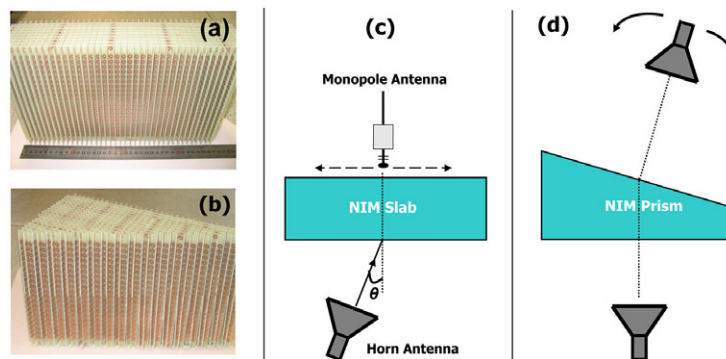 (a)
(b)
(c)
Monopole Antenna
NIM Slab
θ
Horn Antenna
(d)
NIM Prism